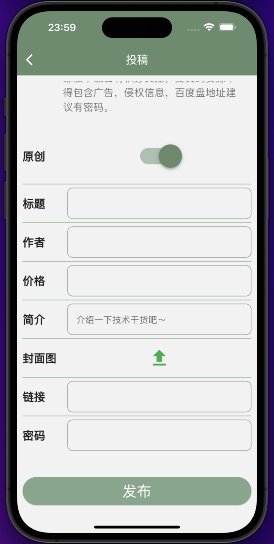 23:59
投稿
得包含广告，侵权信息，百度盘地址建
议有密码。
原创
标题
作者
价格
简介 介绍一下技术干货吧～
封面图
链接
密码
发布